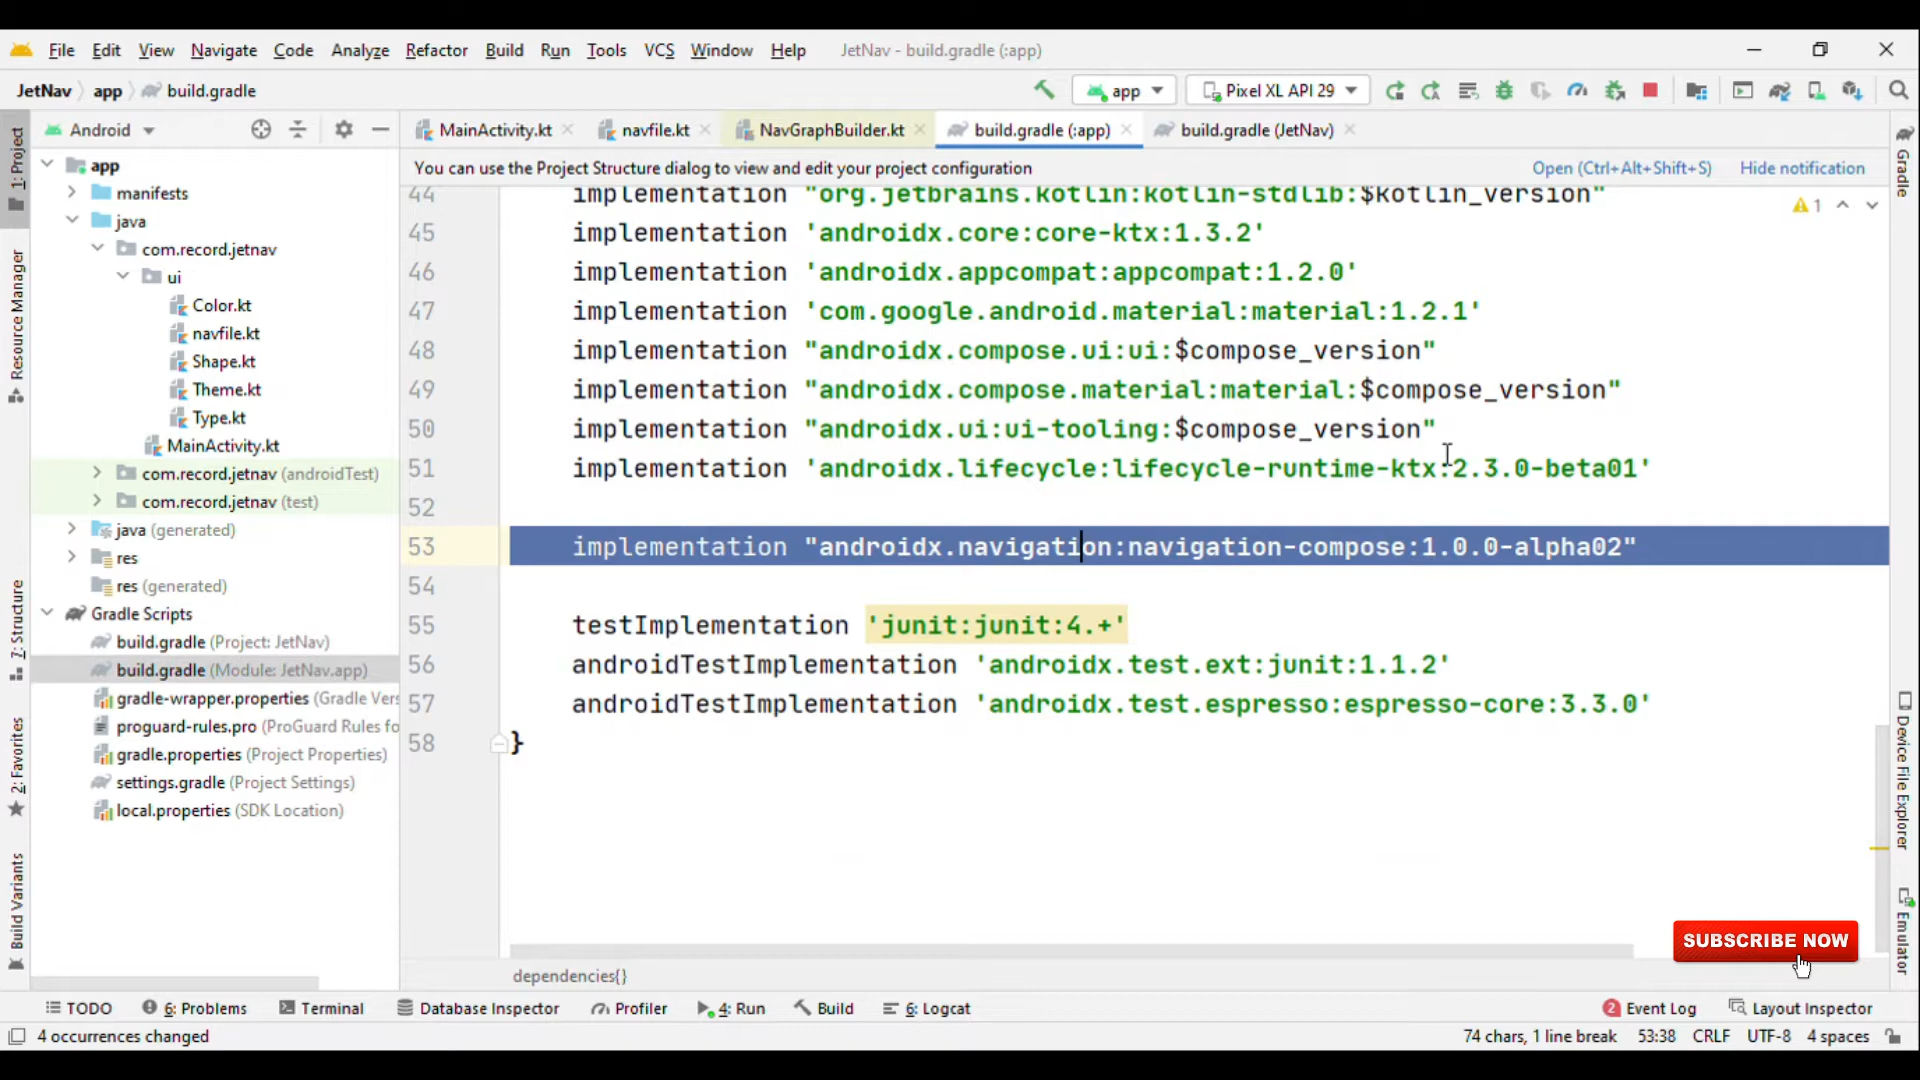 File Edit View Navigate Code Analyze Refactor Build Run Tools VCS Window Help JetNav - build.gradle (:app)
JetNav app build.gradle app Pixel XL API 29
Android MainActivity.kt navfile.kt NavGraphBuilder.kt build.gradle (:app) build.gradle (JetNav)
You can use the Project Structure dialog to view and edit your project configuration Open (Ctrl+Alt+Shift+S) Hide notification
1: Project
Resource Manager
7: Structure
2: Favorites
Build Variants
app
manifests
java
com.record.jetnav
ui
Color.kt
navfile.kt
Shape.kt
Theme.kt
Type.kt
MainActivity.kt
com.record.jetnav (androidTest)
com.record.jetnav (test)
java (generated)
res
res (generated)
Gradle Scripts
build.gradle (Project: JetNav)
build.gradle (Module: JetNav.app)
gradle-wrapper.properties (Gradle Vers
proguard-rules.pro (ProGuard Rules fo
gradle.properties (Project Properties)
settings.gradle (Project Settings)
local.properties (SDK Location)
44 implementation "org.jetbrains.kotlin:kotlin-stdlib:$kotlin_version"
45 implementation 'androidx.core:core-ktx:1.3.2'
46 implementation 'androidx.appcompat:appcompat:1.2.0'
47 implementation 'com.google.android.material:material:1.2.1'
48 implementation "androidx.compose.ui:ui:$compose_version"
49 implementation "androidx.compose.material:material:$compose_version"
50 implementation "androidx.ui:ui-tooling:$compose_version"
51 implementation 'androidx.lifecycle:lifecycle-runtime-ktx:2.3.0-beta01'
52
53 implementation "androidx.navigation:navigation-compose:1.0.0-alpha02"
54
55 testImplementation 'junit:junit:4.+'
56 androidTestImplementation 'androidx.test.ext:junit:1.1.2'
57 androidTestImplementation 'androidx.test.espresso:espresso-core:3.3.0'
58 }
1
Gradle
Device File Explorer
Emulator
SUBSCRIBE NOW
dependencies{}
TODO 6: Problems Terminal Database Inspector Profiler 4: Run Build 6: Logcat 2 Event Log Layout Inspector
4 occurrences changed 74 chars, 1 line break 53:38 CRLF UTF-8 4 spaces